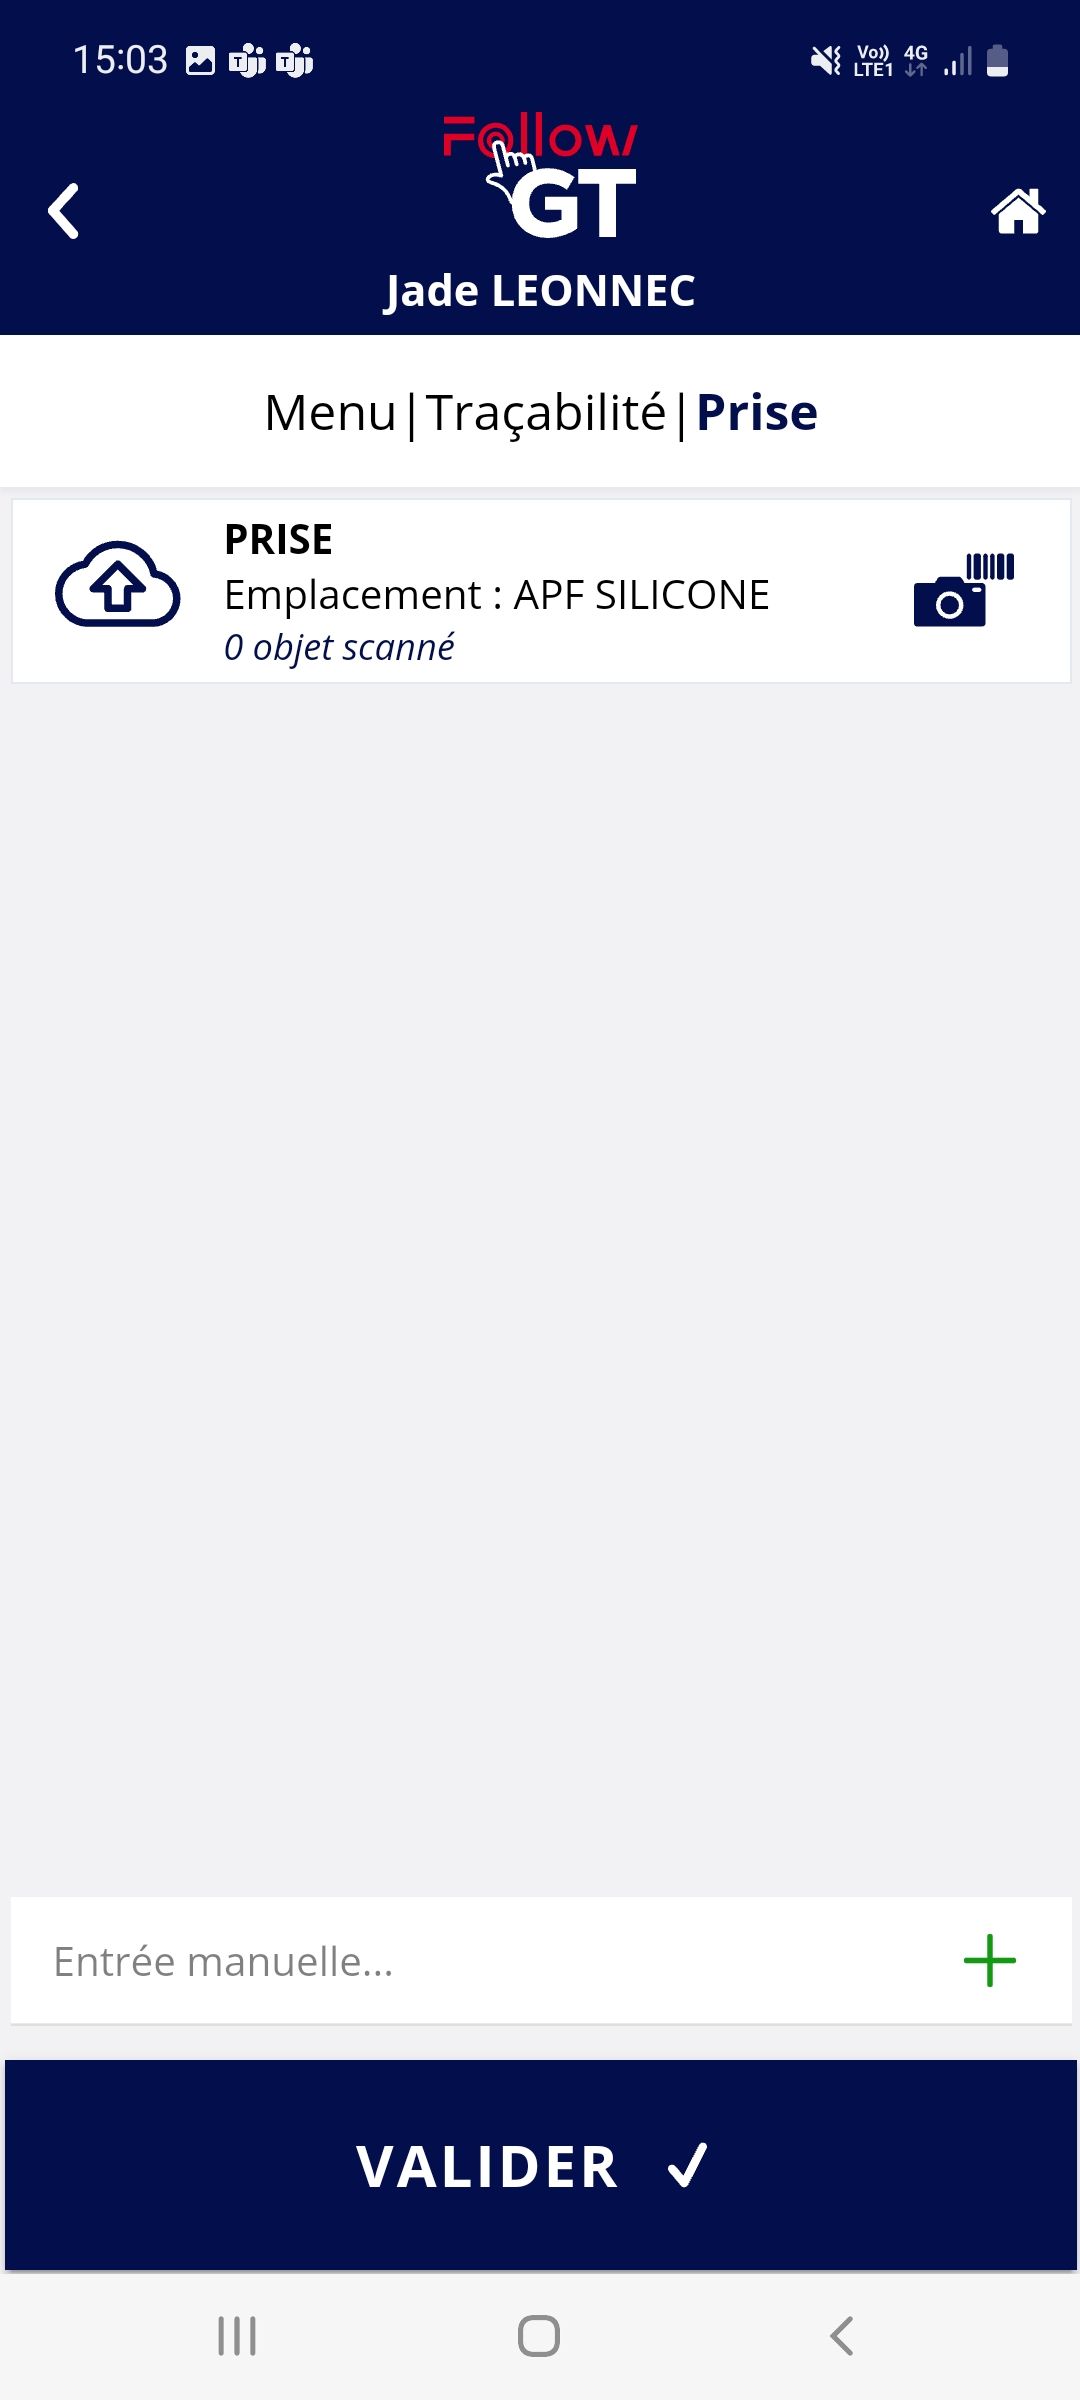 15:03
Vo)) LTE1 4G
Follow
GT
Jade LEONNEC
Menu|Traçabilité|Prise
PRISE
Emplacement : APF SILICONE
0 objet scanné
Entrée manuelle...
VALIDER